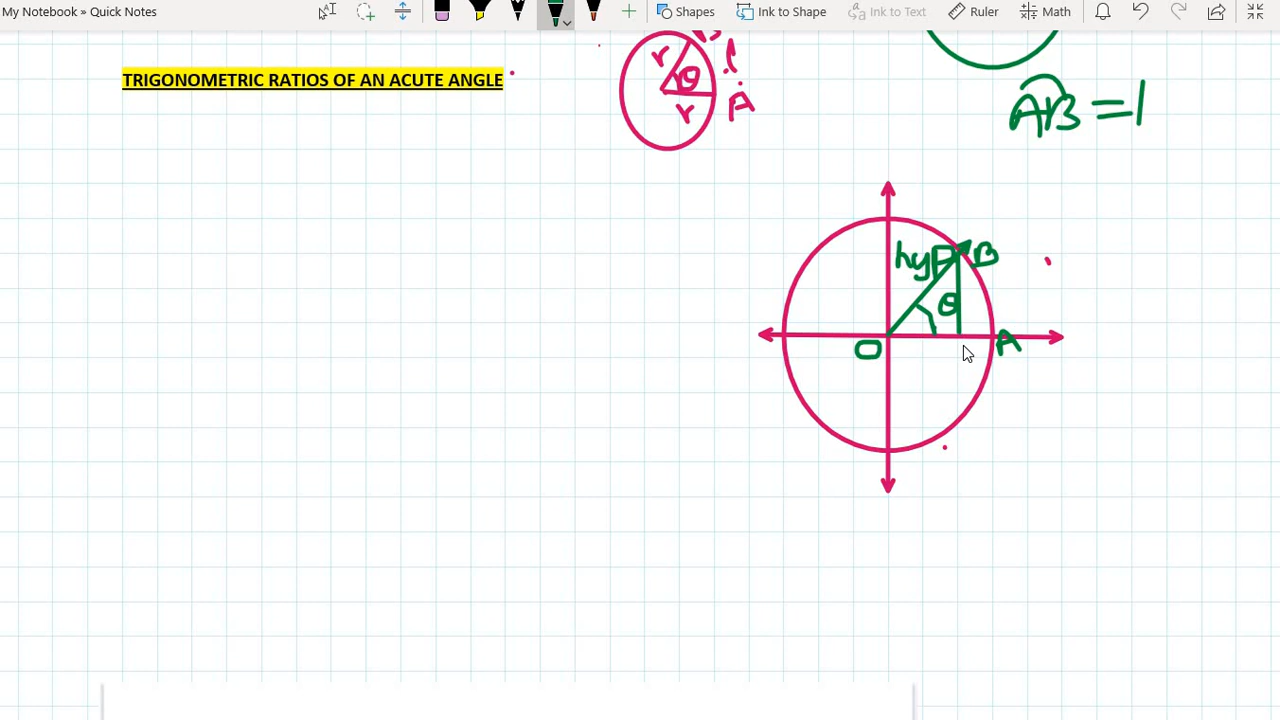 My Notebook » Quick Notes
Shapes
Ink to Shape
Ink to Text
Ruler
Math
TRIGONOMETRIC RATIOS OF AN ACUTE ANGLE
r θ l
r A
AB = l
hyp B
θ
O A